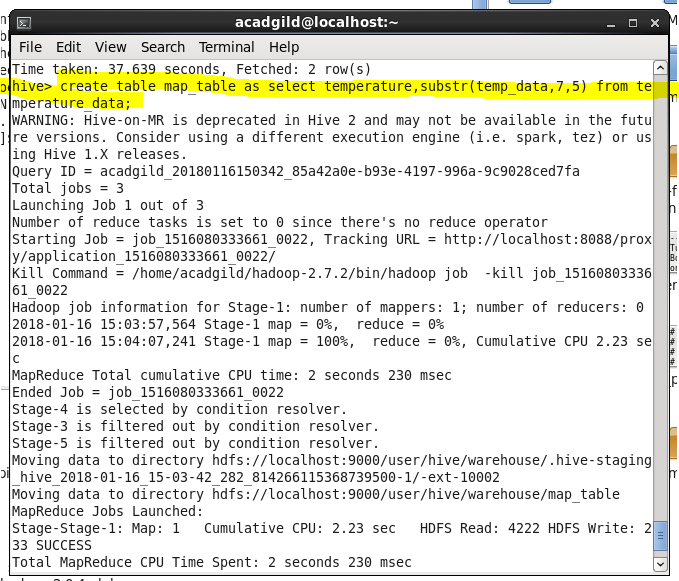 acadgild@localhost:~
File Edit View Search Terminal Help
Time taken: 37.639 seconds, Fetched: 2 row(s)
hive> create table map_table as select temperature,substr(temp_data,7,5) from te
mperature_data;
WARNING: Hive-on-MR is deprecated in Hive 2 and may not be available in the futu
re versions. Consider using a different execution engine (i.e. spark, tez) or us
ing Hive 1.X releases.
Query ID = acadgild_20180116150342_85a42a0e-b93e-4197-996a-9c9028ced7fa
Total jobs = 3
Launching Job 1 out of 3
Number of reduce tasks is set to 0 since there's no reduce operator
Starting Job = job_1516080333661_0022, Tracking URL = http://localhost:8088/prox
y/application_1516080333661_0022/
Kill Command = /home/acadgild/hadoop-2.7.2/bin/hadoop job  -kill job_15160803336
61_0022
Hadoop job information for Stage-1: number of mappers: 1; number of reducers: 0
2018-01-16 15:03:57,564 Stage-1 map = 0%,  reduce = 0%
2018-01-16 15:04:07,241 Stage-1 map = 100%,  reduce = 0%, Cumulative CPU 2.23 se
c
MapReduce Total cumulative CPU time: 2 seconds 230 msec
Ended Job = job_1516080333661_0022
Stage-4 is selected by condition resolver.
Stage-3 is filtered out by condition resolver.
Stage-5 is filtered out by condition resolver.
Moving data to directory hdfs://localhost:9000/user/hive/warehouse/.hive-staging
_hive_2018-01-16_15-03-42_282_814266115368739500-1/-ext-10002
Moving data to directory hdfs://localhost:9000/user/hive/warehouse/map_table
MapReduce Jobs Launched:
Stage-Stage-1: Map: 1   Cumulative CPU: 2.23 sec   HDFS Read: 4222 HDFS Write: 2
33 SUCCESS
Total MapReduce CPU Time Spent: 2 seconds 230 msec